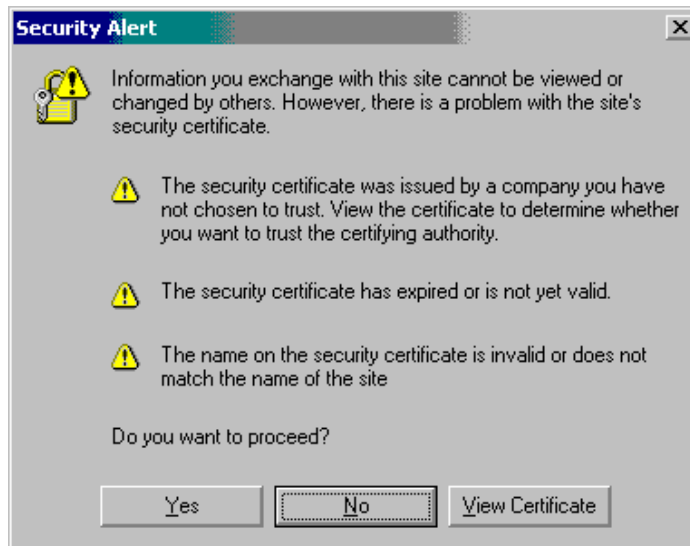 Security Alert
Information you exchange with this site cannot be viewed or
changed by others. However, there is a problem with the site's
security certificate.
The security certificate was issued by a company you have
not chosen to trust. View the certificate to determine whether
you want to trust the certifying authority.
The security certificate has expired or is not yet valid.
The name on the security certificate is invalid or does not
match the name of the site
Do you want to proceed?
Yes
No
View Certificate